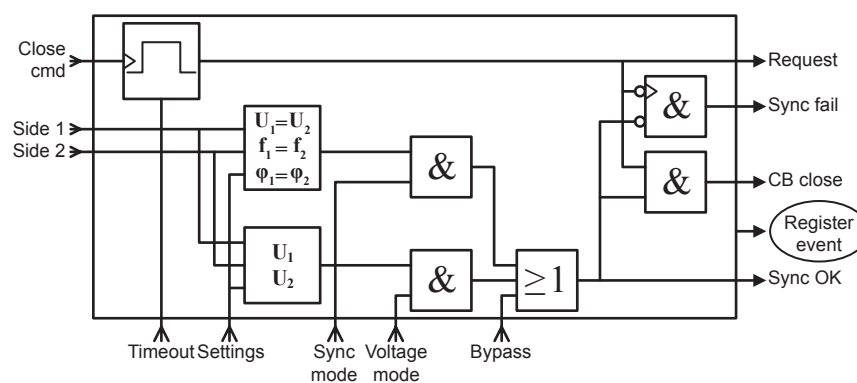 Close
cmd
Request
&
Sync fail
Side 1
Side 2
U₁=U₂
f₁ = f₂
φ₁=φ₂
&
&
CB close
U₁
U₂
&
≥1
Register
event
Sync OK
Timeout
Settings
Sync
mode
Voltage
mode
Bypass